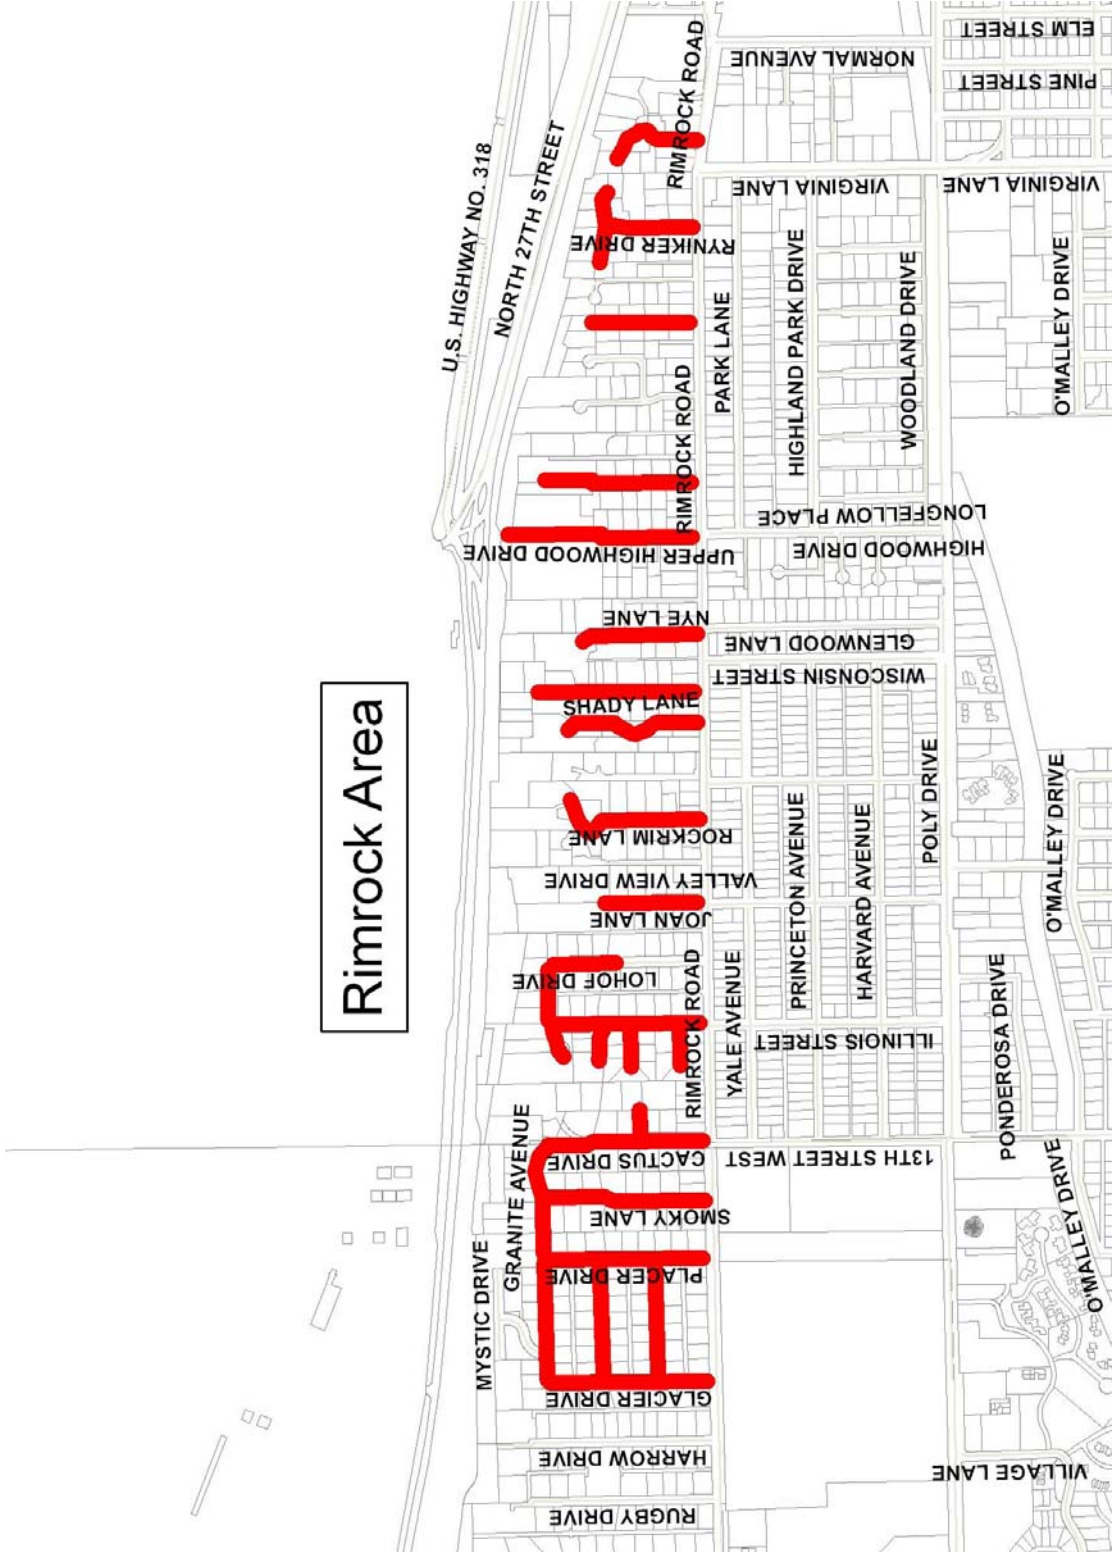 Rimrock Area
U.S. HIGHWAY NO. 318
NORTH 27TH STREET
RIMROCK ROAD
NORMAL AVENUE
ELM STREET
PINE STREET
VIRGINIA LANE
VIRGINIA LANE
RYNIKER DRIVE
PARK LANE
HIGHLAND PARK DRIVE
WOODLAND DRIVE
O'MALLEY DRIVE
RIMROCK ROAD
LONGFELLOW PLACE
UPPER HIGHWOOD DRIVE
HIGHWOOD DRIVE
NYE LANE
GLENWOOD LANE
WISCONSIN STREET
SHADY LANE
ROCKRIM LANE
PRINCETON AVENUE
HARVARD AVENUE
POLY DRIVE
O'MALLEY DRIVE
VALLEY VIEW DRIVE
JOAN LANE
LOHOF DRIVE
RIMROCK ROAD
YALE AVENUE
ILLINOIS STREET
PONDEROSA DRIVE
GRANITE AVENUE
CACTUS DRIVE
13TH STREET WEST
SMOKY LANE
O'MALLEY DRIVE
MYSTIC DRIVE
PLACER DRIVE
GLACIER DRIVE
HARROW DRIVE
VILLAGE LANE
RUGBY DRIVE